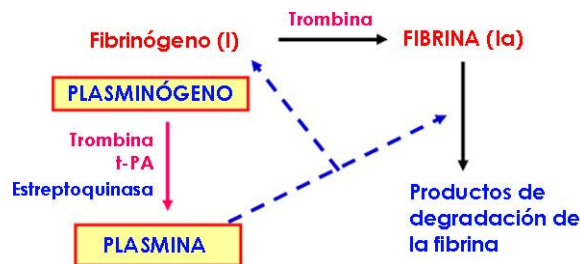 Trombina
Fibrinógeno (I)
FIBRINA (Ia)
PLASMINÓGENO
Trombina
t-PA
Estreptoquinasa
PLASMINA
Productos de
degradación de
la fibrina